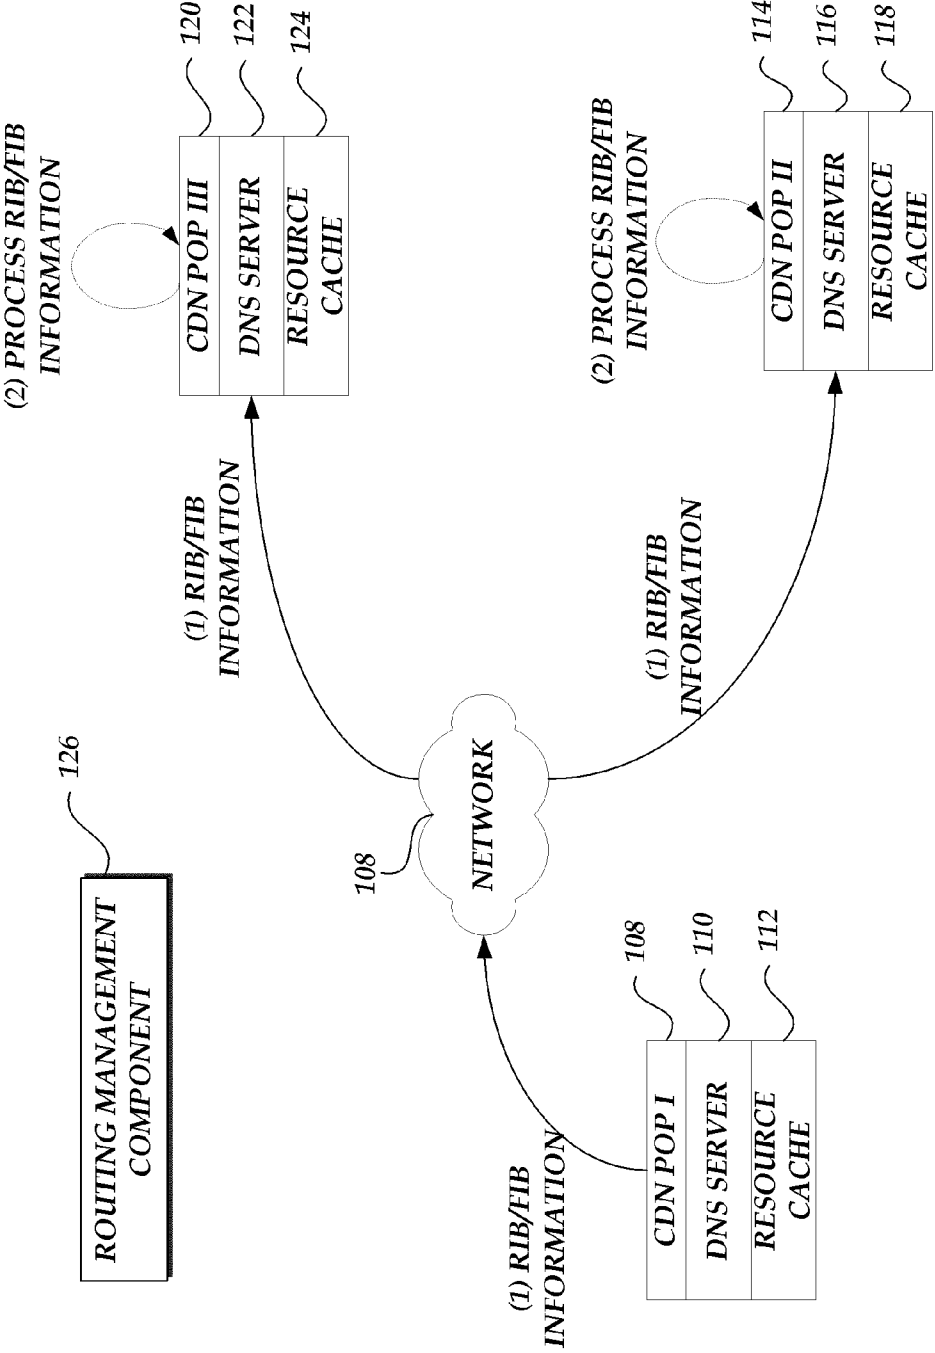 ROUTING MANAGEMENT
COMPONENT
126
(1) RIB/FIB
INFORMATION
CDN POP I
DNS SERVER
RESOURCE
CACHE
108
110
112
NETWORK
108
(1) RIB/FIB
INFORMATION
(1) RIB/FIB
INFORMATION
(2) PROCESS RIB/FIB
INFORMATION
CDN POP III
DNS SERVER
RESOURCE
CACHE
120
122
124
(2) PROCESS RIB/FIB
INFORMATION
CDN POP II
DNS SERVER
RESOURCE
CACHE
114
116
118